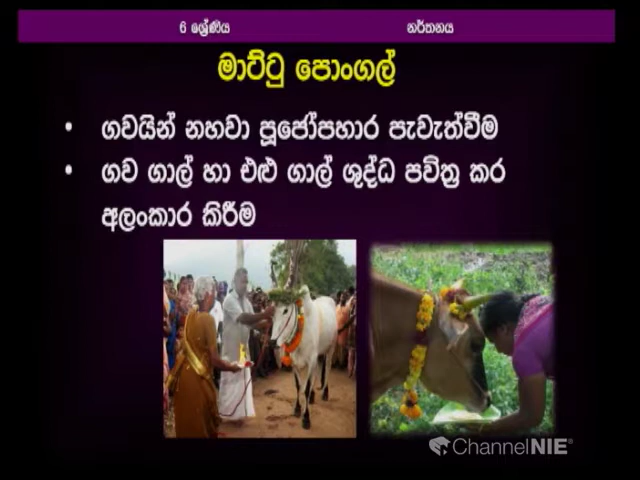 6 ශ්‍රේණිය නර්තනය
මාට්ටු පොංගල්
• ගවයින් නහවා පූජෝපහාර පැවැත්වීම
• ගව ගාල් හා එළු ගාල් ශුද්ධ පවිත්‍ර කර
අලංකාර කිරීම
ChannelNIE